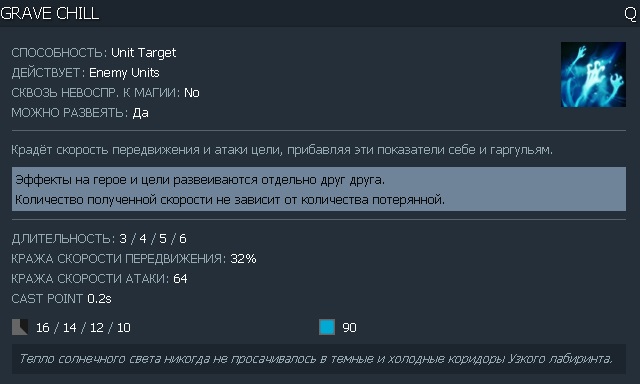 GRAVE CHILL Q
СПОСОБНОСТЬ: Unit Target
ДЕЙСТВУЕТ: Enemy Units
СКВОЗЬ НЕВОСПР. К МАГИИ: No
МОЖНО РАЗВЕЯТЬ: Да
Крадёт скорость передвижения и атаки цели, прибавляя эти показатели себе и гаргульям.
Эффекты на герое и цели развеиваются отдельно друг друга.
Количество полученной скорости не зависит от количества потерянной.
ДЛИТЕЛЬНОСТЬ: 3 / 4 / 5 / 6
КРАЖА СКОРОСТИ ПЕРЕДВИЖЕНИЯ: 32%
КРАЖА СКОРОСТИ АТАКИ: 64
CAST POINT 0.2s
16 / 14 / 12 / 10 90
Тепло солнечного света никогда не просачивалось в темные и холодные коридоры Узкого лабиринта.